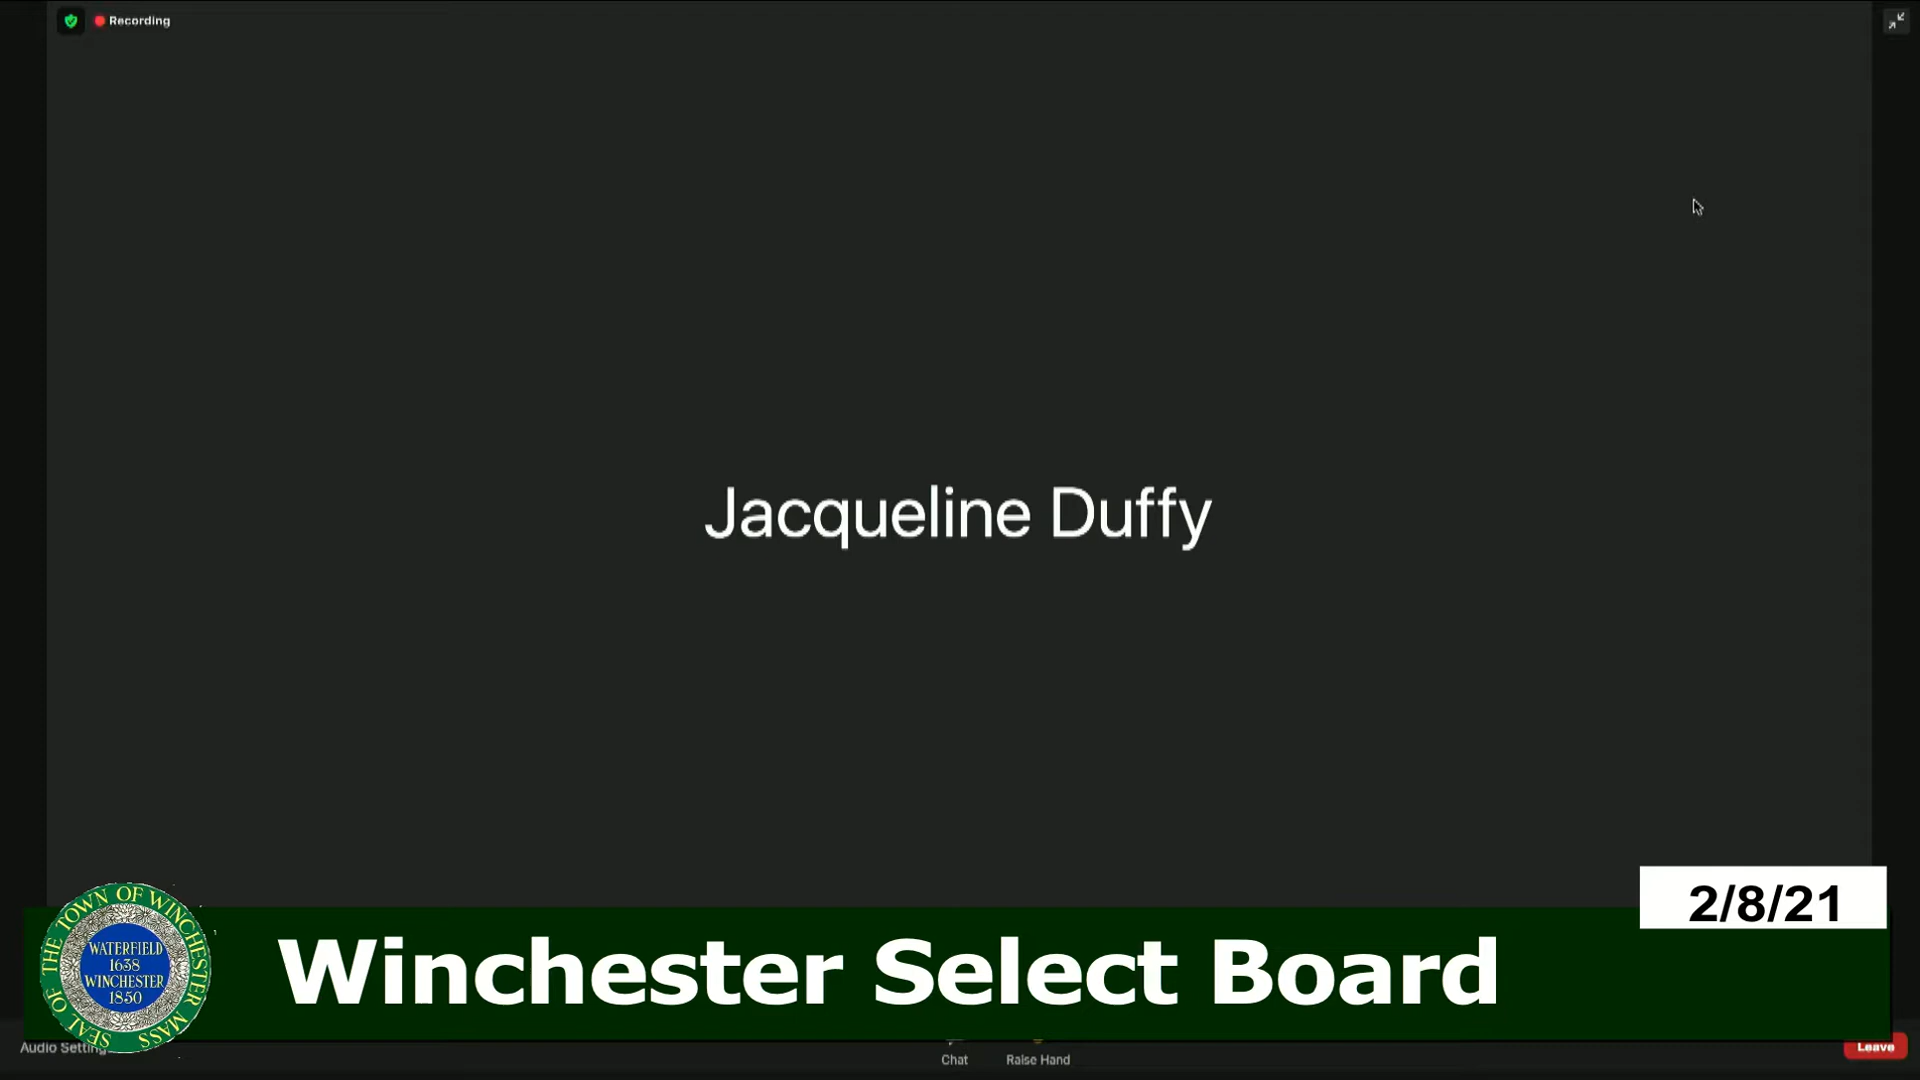 Recording
Jacqueline Duffy
2/8/21
THE TOWN OF WINCHESTER MASS
SEAL OF
WATERFIELD
1638
WINCHESTER
1850
Winchester Select Board
Audio Setting
Chat
Raise Hand
Leave